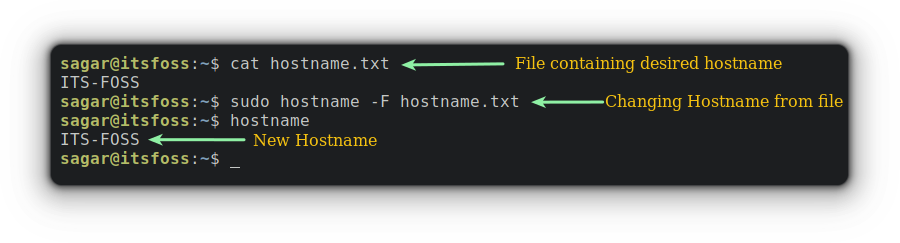 sagar@itsfoss:~$ cat hostname.txt File containing desired hostname
ITS-FOSS
sagar@itsfoss:~$ sudo hostname -F hostname.txt Changing Hostname from file
sagar@itsfoss:~$ hostname
ITS-FOSS New Hostname
sagar@itsfoss:~$ _